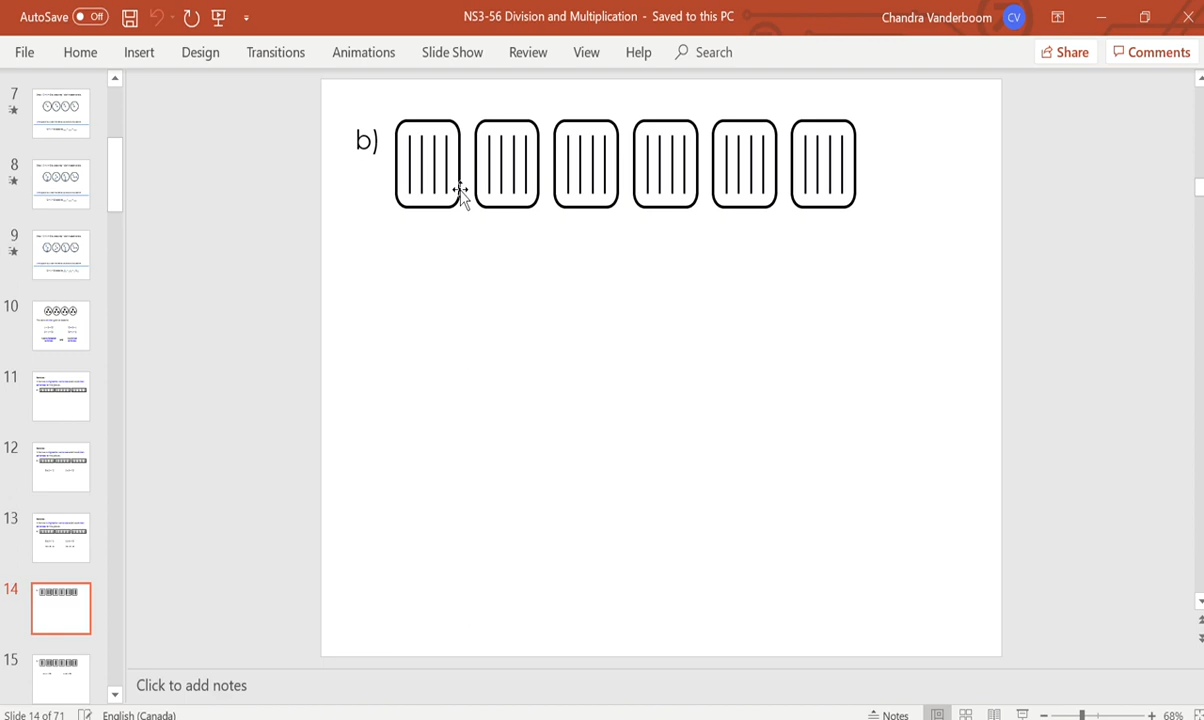 AutoSave Off NS3-56 Division and Multiplication - Saved to this PC Chandra Vanderboom CV
File Home Insert Design Transitions Animations Slide Show Review View Help Search Share Comments
7
8
9
10
11
12
13
14
15
b)
Click to add notes
Slide 14 of 71 English (Canada) Notes 68%